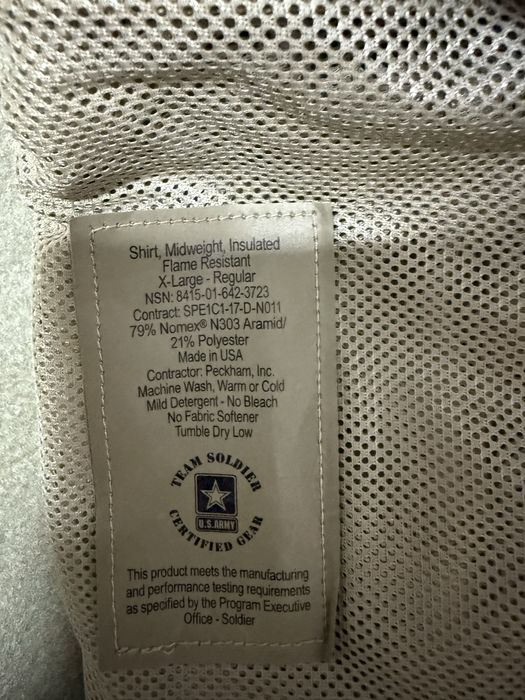 Shirt, Midweight, Insulated
Flame Resistant
X-Large - Regular
NSN: 8415-01-642-3723
Contract: SPE1C1-17-D-N011
79% Nomex® N303 Aramid/
21% Polyester
Made in USA
Contractor: Peckham, Inc.
Machine Wash, Warm or Cold
Mild Detergent - No Bleach
No Fabric Softener
Tumble Dry Low
TEAM SOLDIER
U.S.ARMY
CERTIFIED GEAR
This product meets the manufacturing
and performance testing requirements
as specified by the Program Executive
Office - Soldier